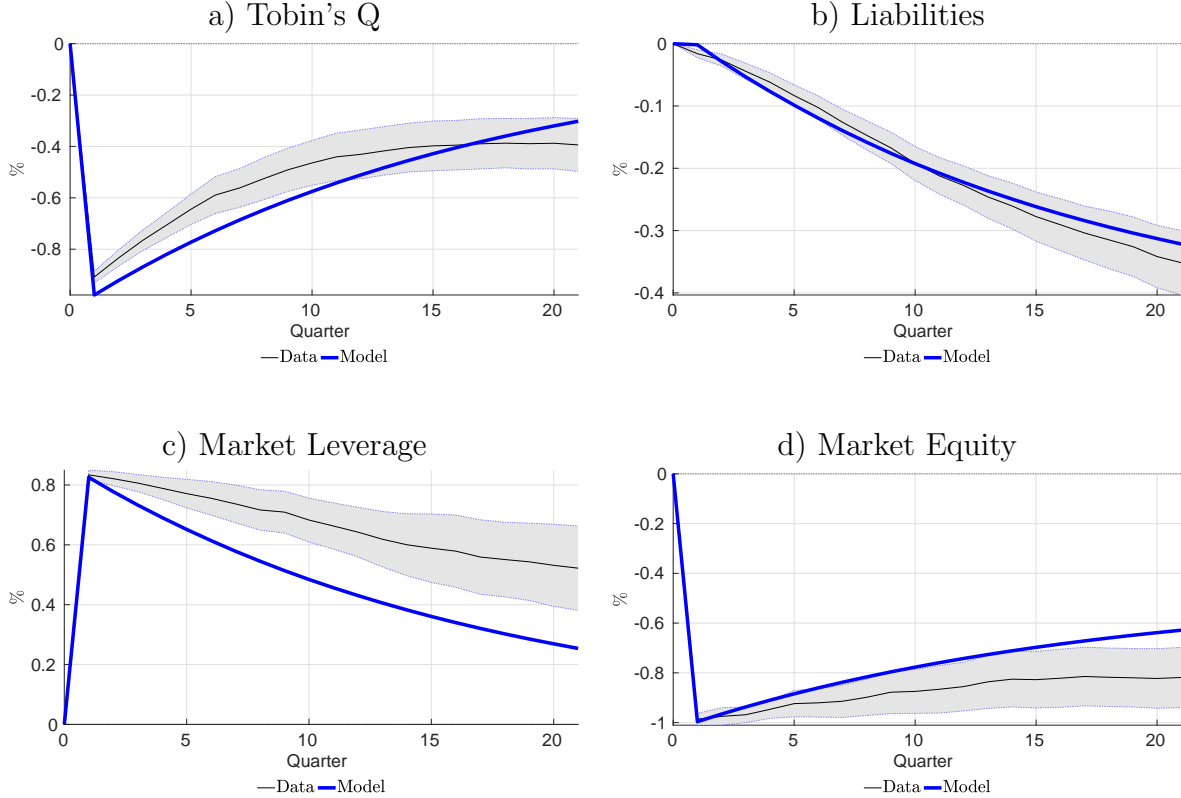 a) Tobin's Q
0
-0.2
-0.4
-0.6
-0.8
%
0 5 10 15 20
Quarter
Data Model
b) Liabilities
0
-0.1
-0.2
-0.3
-0.4
%
0 5 10 15 20
Quarter
Data Model
c) Market Leverage
0.8
0.6
0.4
0.2
0
%
0 5 10 15 20
Quarter
Data Model
d) Market Equity
0
-0.2
-0.4
-0.6
-0.8
-1
%
0 5 10 15 20
Quarter
Data Model